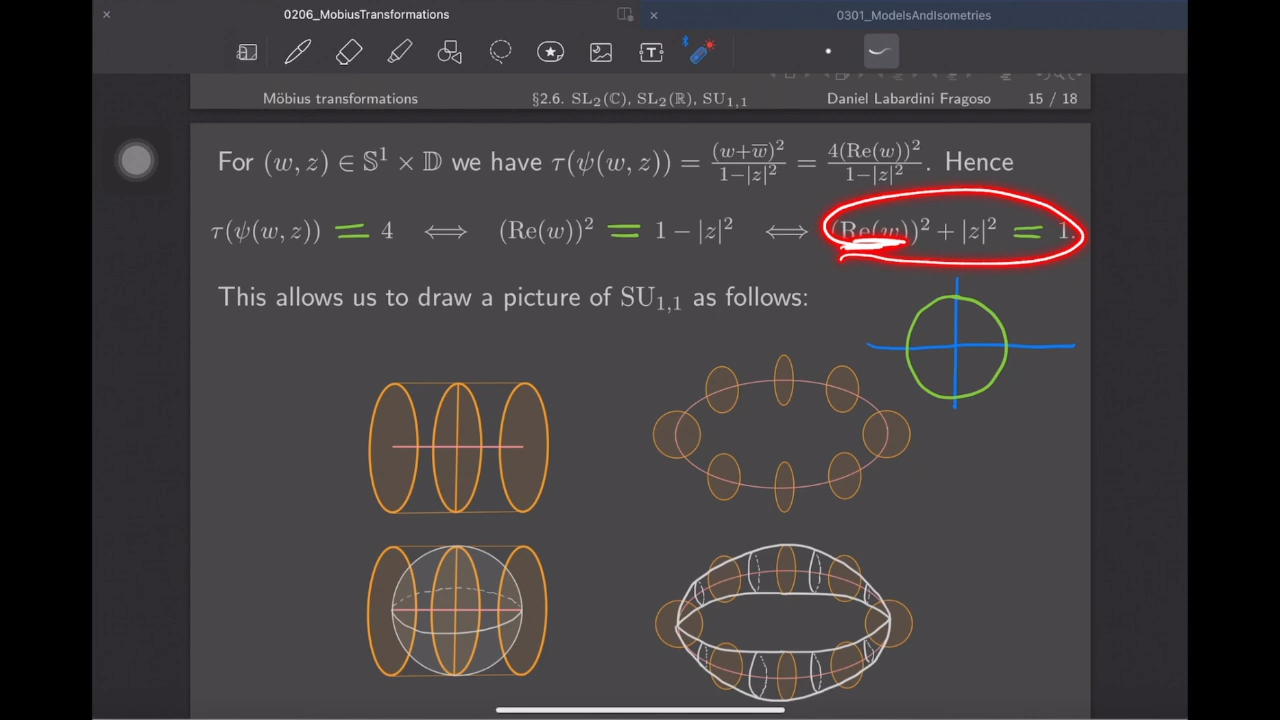 0206_MobiusTransformations
0301_ModelsAndIsometries
Möbius transformations §2.6. SL₂(ℂ), SL₂(ℝ), SU₁,₁ Daniel Labardini Fragoso 15 / 18
For (w, z) ∈ 𝕊¹ × 𝔻 we have τ(ψ(w, z)) = (w+w̅)²/(1−|z|²) = 4(Re(w))²/(1−|z|²). Hence
τ(ψ(w, z)) = 4 ⟺ (Re(w))² = 1 − |z|² ⟺ (Re(w))² + |z|² = 1.
This allows us to draw a picture of SU₁,₁ as follows: